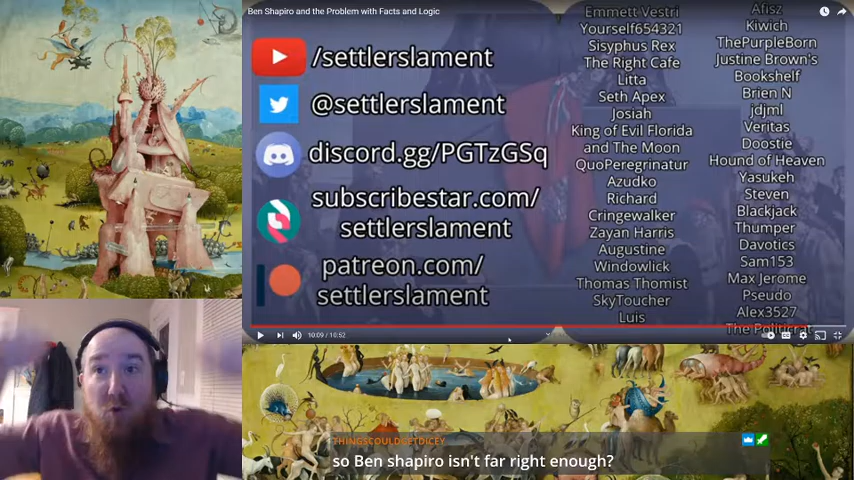 Ben Shapiro and the Problem with Facts and Logic
/settlerslament
@settlerslament
discord.gg/PGTzGSq
subscribestar.com/
settlerslament
patreon.com/
settlerslament
Emmett Vestri
Yourself654321
Sisyphus Rex
The Right Cafe
Litta
Seth Apex
Josiah
King of Evil Florida
and The Moon
QuoPeregrinatur
Azudko
Richard
Cringewalker
Zayan Harris
Augustine
Windowlick
Thomas Thomist
SkyToucher
Luis
Afisz
Kiwich
ThePurpleBorn
Justine Brown's
Bookshelf
Brien N
jdjml
Veritas
Doostie
Hound of Heaven
Yasukeh
Steven
Blackjack
Thumper
Davotics
Sam153
Max Jerome
Pseudo
Alex3527
The Politicrat
10:09 / 10:52
THINGSCOULDGETDICEY
so Ben shapiro isn't far right enough?